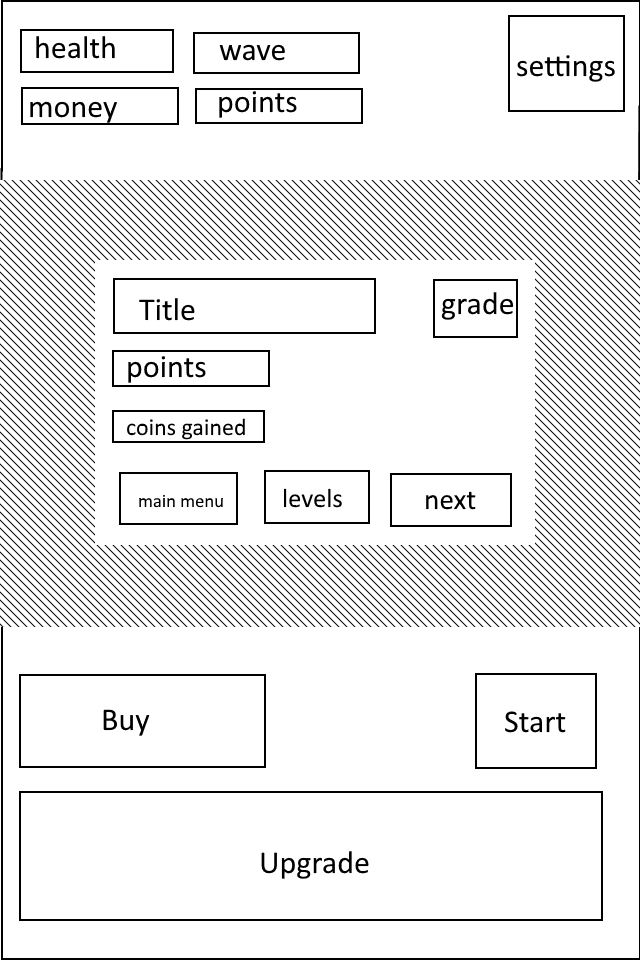 health
wave
settings
money
points
Title
grade
points
coins gained
main menu
levels
next
Buy
Start
Upgrade